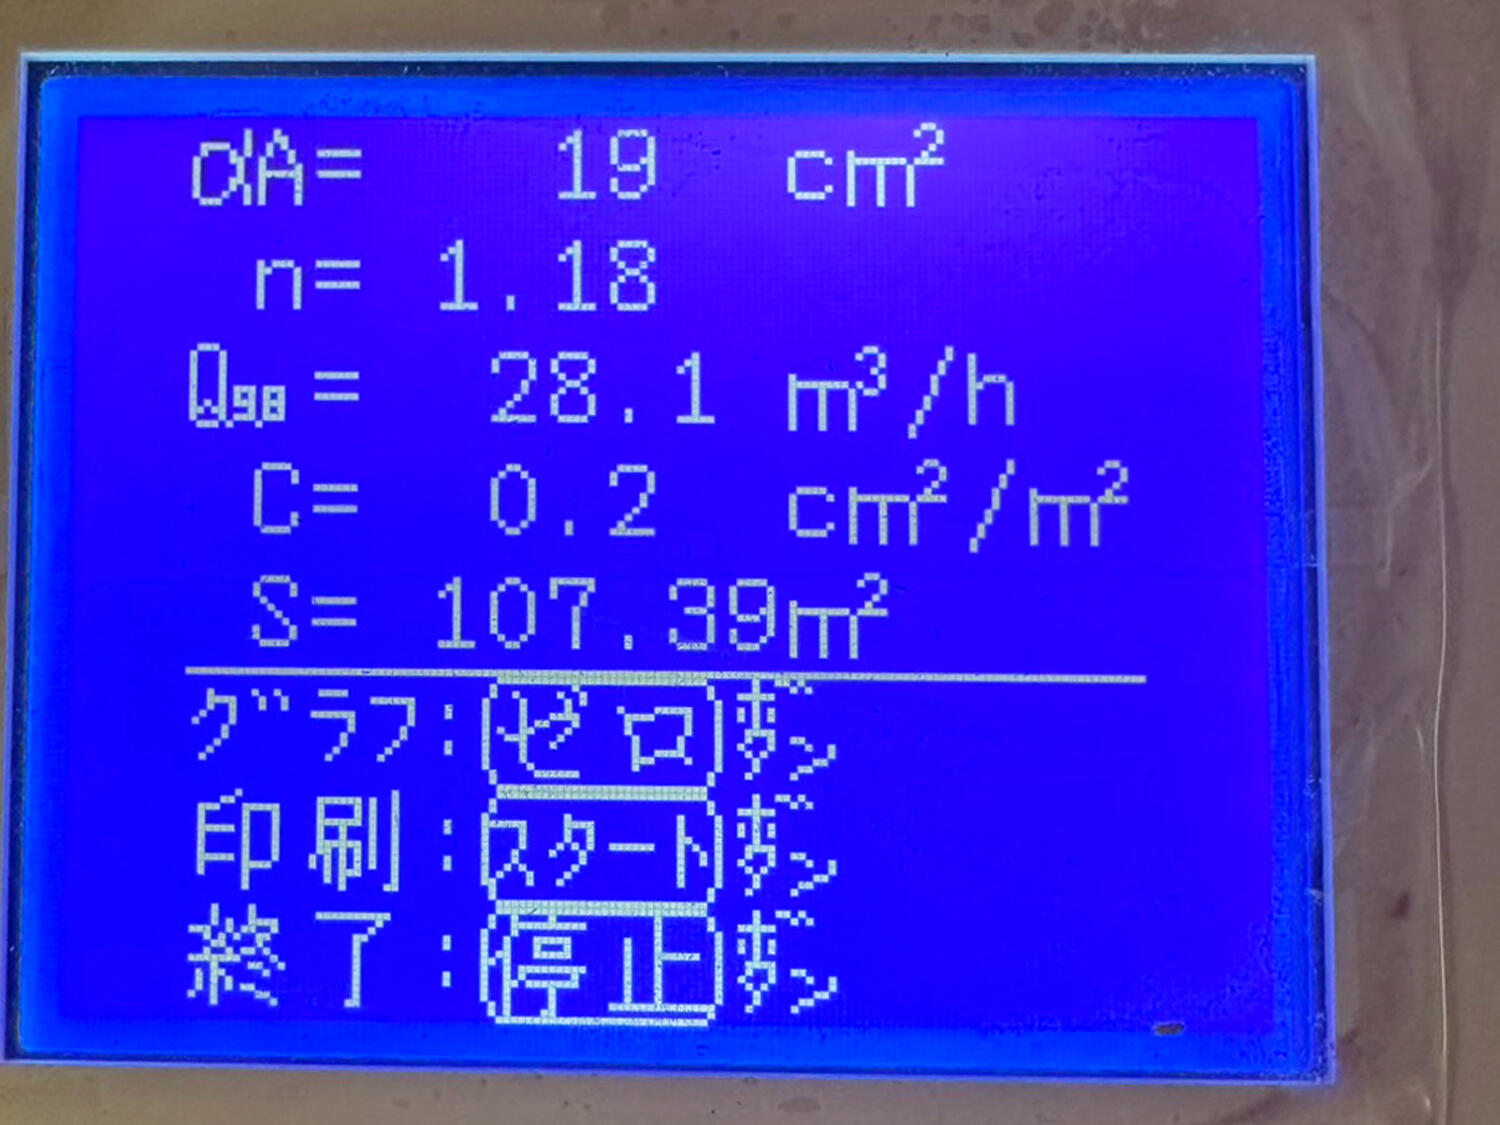 αA= 19 cm²
n= 1.18
Q₉.₈= 28.1 m³/h
C= 0.2 cm²/m²
S= 107.39m²
グラフ:ゼロボタン
印刷:スタートボタン
終了:停止ボタン